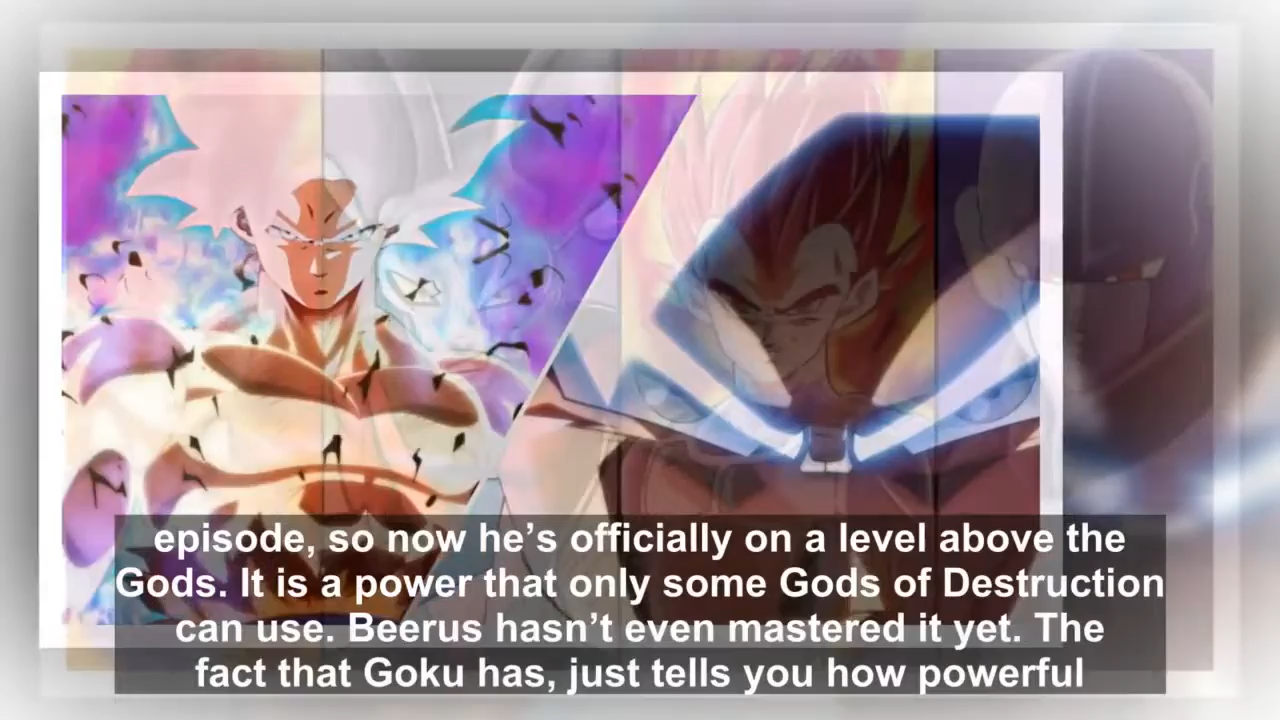 episode, so now he’s officially on a level above the
Gods. It is a power that only some Gods of Destruction
can use. Beerus hasn’t even mastered it yet. The
fact that Goku has, just tells you how powerful